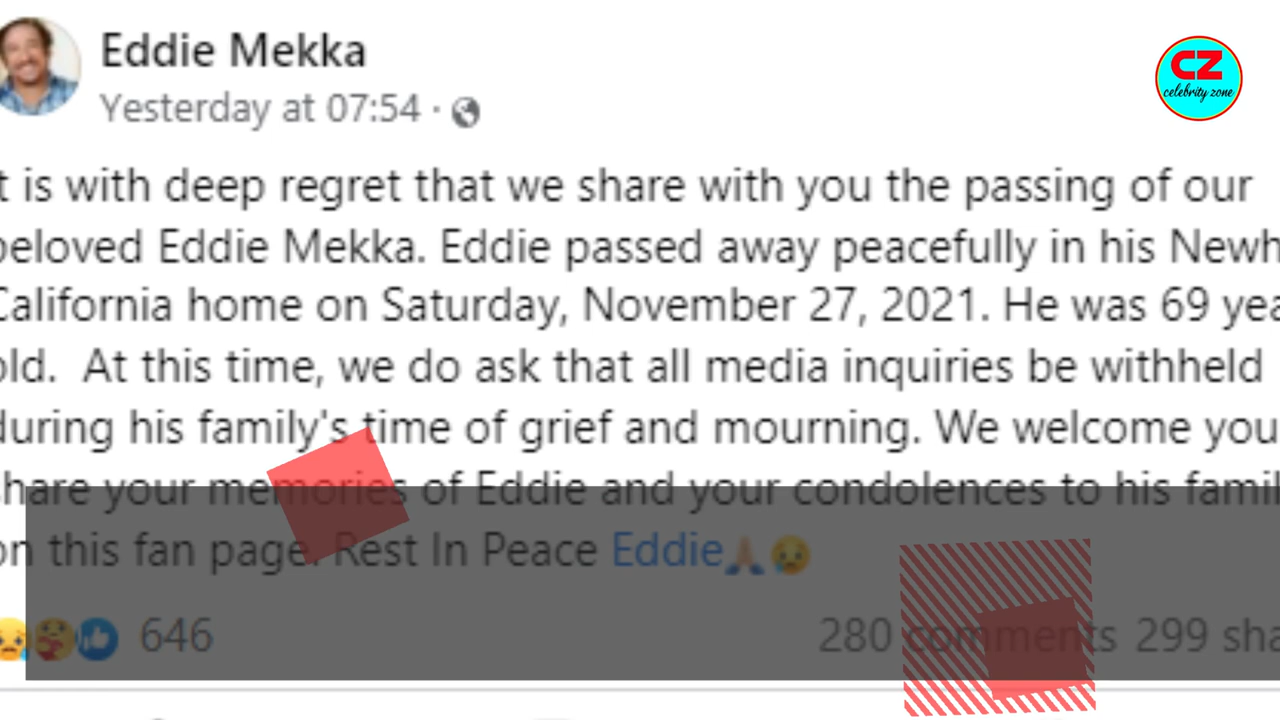 Eddie Mekka
CZ
celebrity zone
Yesterday at 07:54 ·
t is with deep regret that we share with you the passing of our
beloved Eddie Mekka. Eddie passed away peacefully in his Newh
California home on Saturday, November 27, 2021. He was 69 yea
old. At this time, we do ask that all media inquiries be withheld
during his family's time of grief and mourning. We welcome you
share your memories of Eddie and your condolences to his famil
on this fan page. Rest In Peace Eddie🙏😥
646
280 comments 299 sha